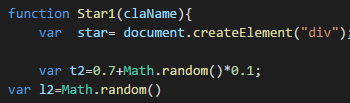 function Star1(claName){
var star= document.createElement("div");
var t2=0.7+Math.random()*0.1;
var l2=Math.random()